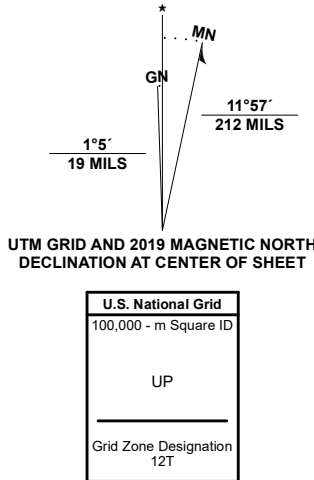 ★
MN
GN
11°57´
212 MILS
1°5´
19 MILS
UTM GRID AND 2019 MAGNETIC NORTH
DECLINATION AT CENTER OF SHEET
U.S. National Grid
100,000 - m Square ID
UP
Grid Zone Designation
12T